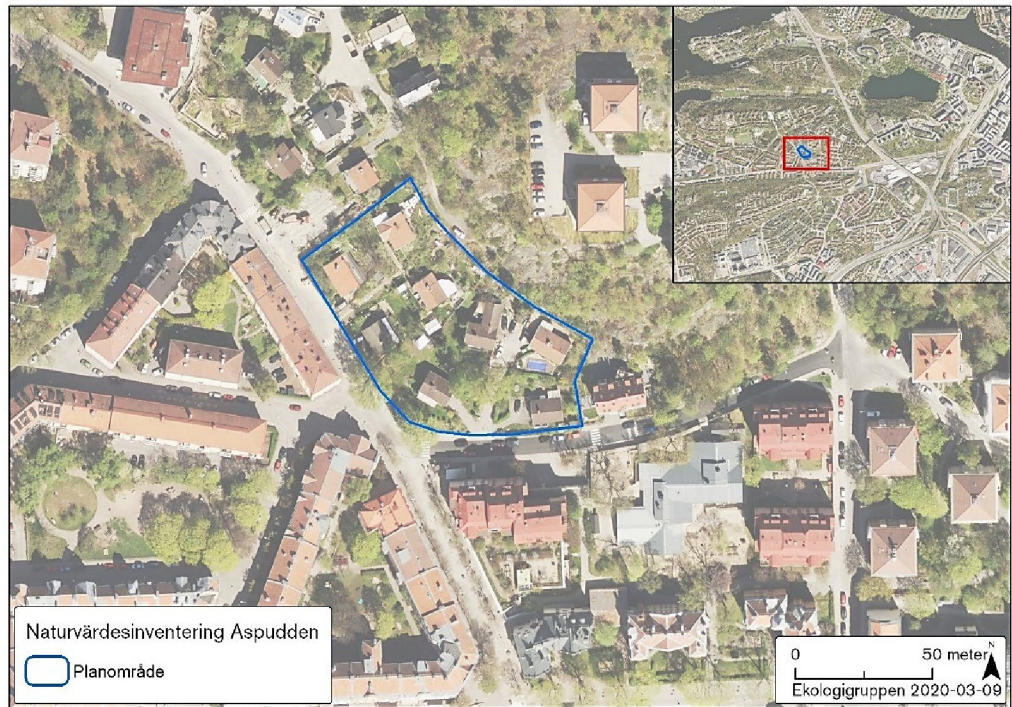 Naturvärdesinventering Aspudden
Planområde
0 50 meter
N
Ekologigruppen 2020-03-09